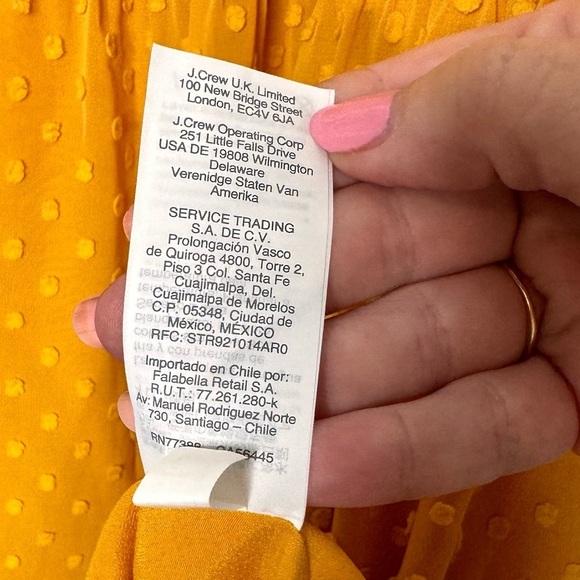 J.Crew U.K. Limited
100 New Bridge Street
London, EC4V 6JA
J.Crew Operating Corp
251 Little Falls Drive
USA DE 19808 Wilmington
Delaware
Verenidge Staten Van
Amerika
SERVICE TRADING
S.A. DE C.V.
Prolongación Vasco
de Quiroga 4800, Torre 2,
Piso 3 Col. Santa Fe
Cuajimalpa, Del.
Cuajimalpa de Morelos
C.P. 05348, Ciudad de
México, MÉXICO
RFC: STR921014AR0
Importado en Chile por:
Falabella Retail S.A.
R.U.T.: 77.261.280-k
Av: Manuel Rodriguez Norte
730, Santiago – Chile
RN77388 CA56445